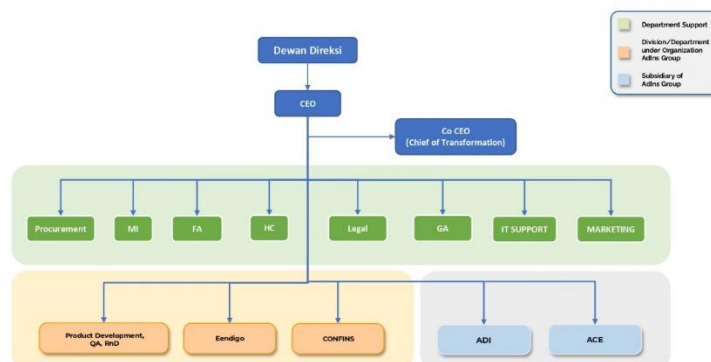 Department Support
Division/Department
under Organization
AdIns Group
Subsidiary of
AdIns Group
Dewan Direksi
CEO
Co CEO
(Chief of Transformation)
Procurement
MI
FA
HC
Legal
GA
IT SUPPORT
MARKETING
Product Development,
QA, RnD
Eendigo
CONFINS
ADI
ACE